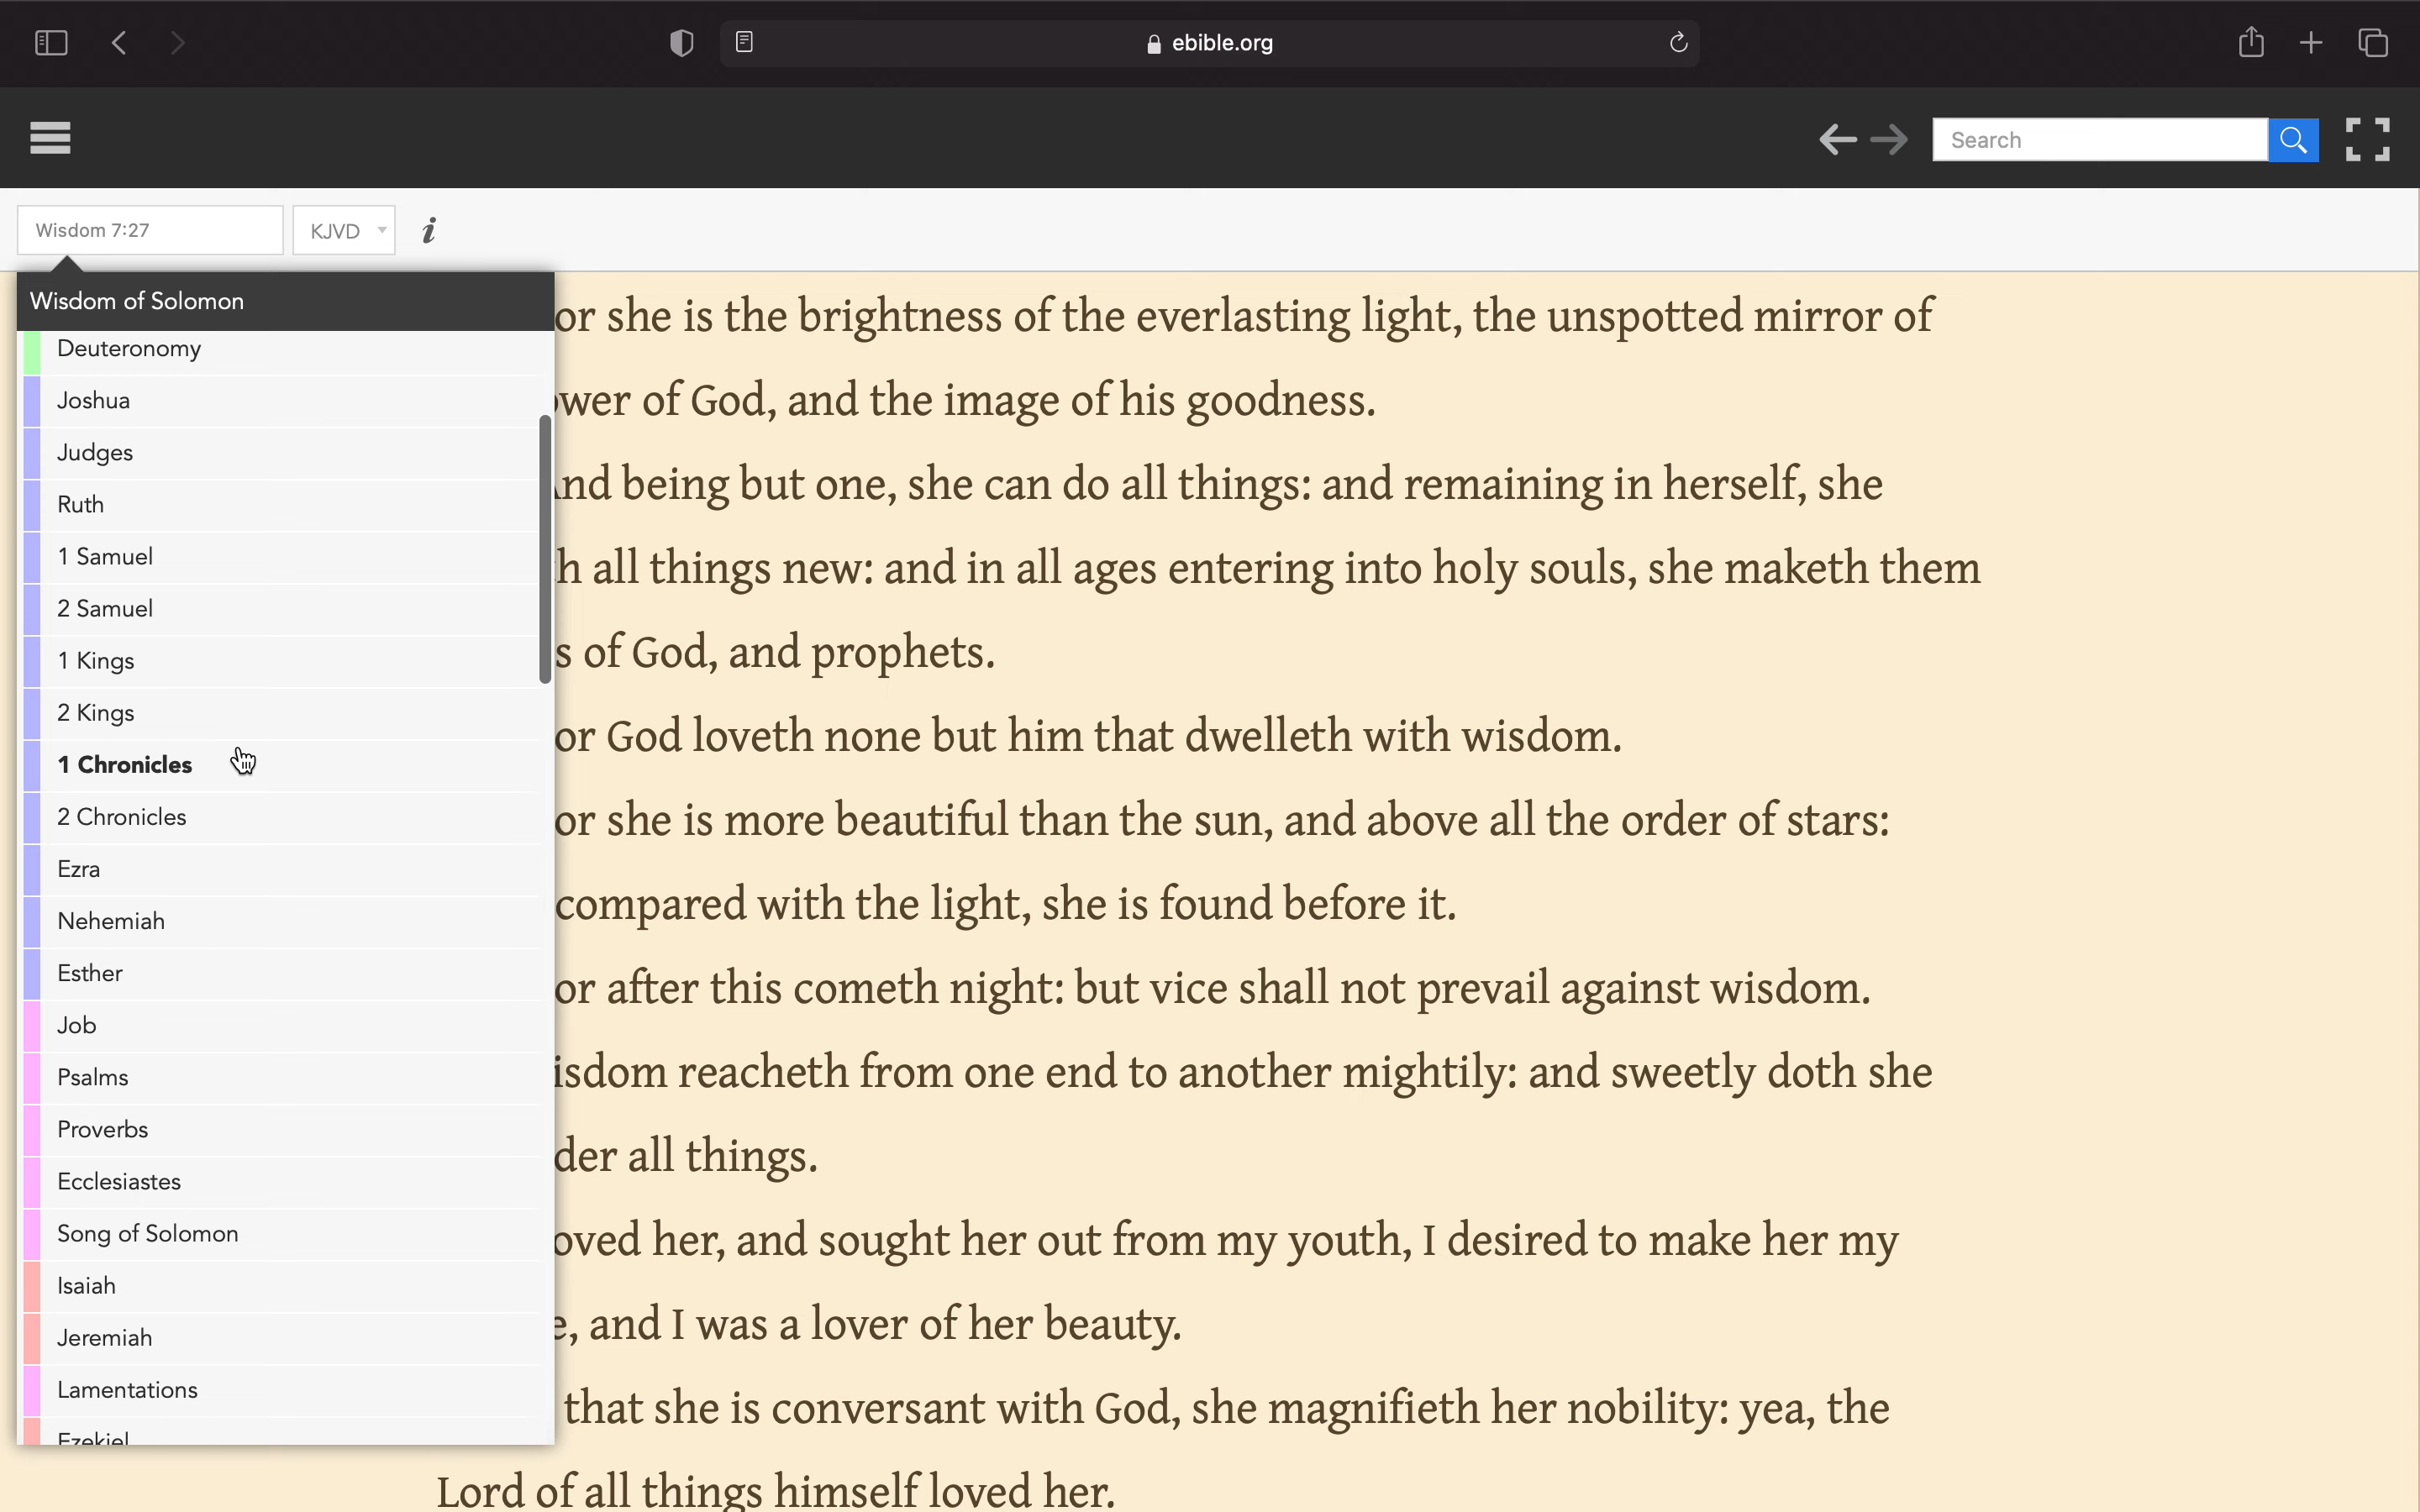 ebible.org
Search
Wisdom 7:27
KJVD
i
Wisdom of Solomon
Deuteronomy
Joshua
Judges
Ruth
1 Samuel
2 Samuel
1 Kings
2 Kings
1 Chronicles
2 Chronicles
Ezra
Nehemiah
Esther
Job
Psalms
Proverbs
Ecclesiastes
Song of Solomon
Isaiah
Jeremiah
Lamentations
Ezekiel
or she is the brightness of the everlasting light, the unspotted mirror of
wer of God, and the image of his goodness.
nd being but one, she can do all things: and remaining in herself, she
h all things new: and in all ages entering into holy souls, she maketh them
s of God, and prophets.
or God loveth none but him that dwelleth with wisdom.
or she is more beautiful than the sun, and above all the order of stars:
compared with the light, she is found before it.
or after this cometh night: but vice shall not prevail against wisdom.
isdom reacheth from one end to another mightily: and sweetly doth she
der all things.
oved her, and sought her out from my youth, I desired to make her my
e, and I was a lover of her beauty.
that she is conversant with God, she magnifieth her nobility: yea, the
Lord of all things himself loved her.